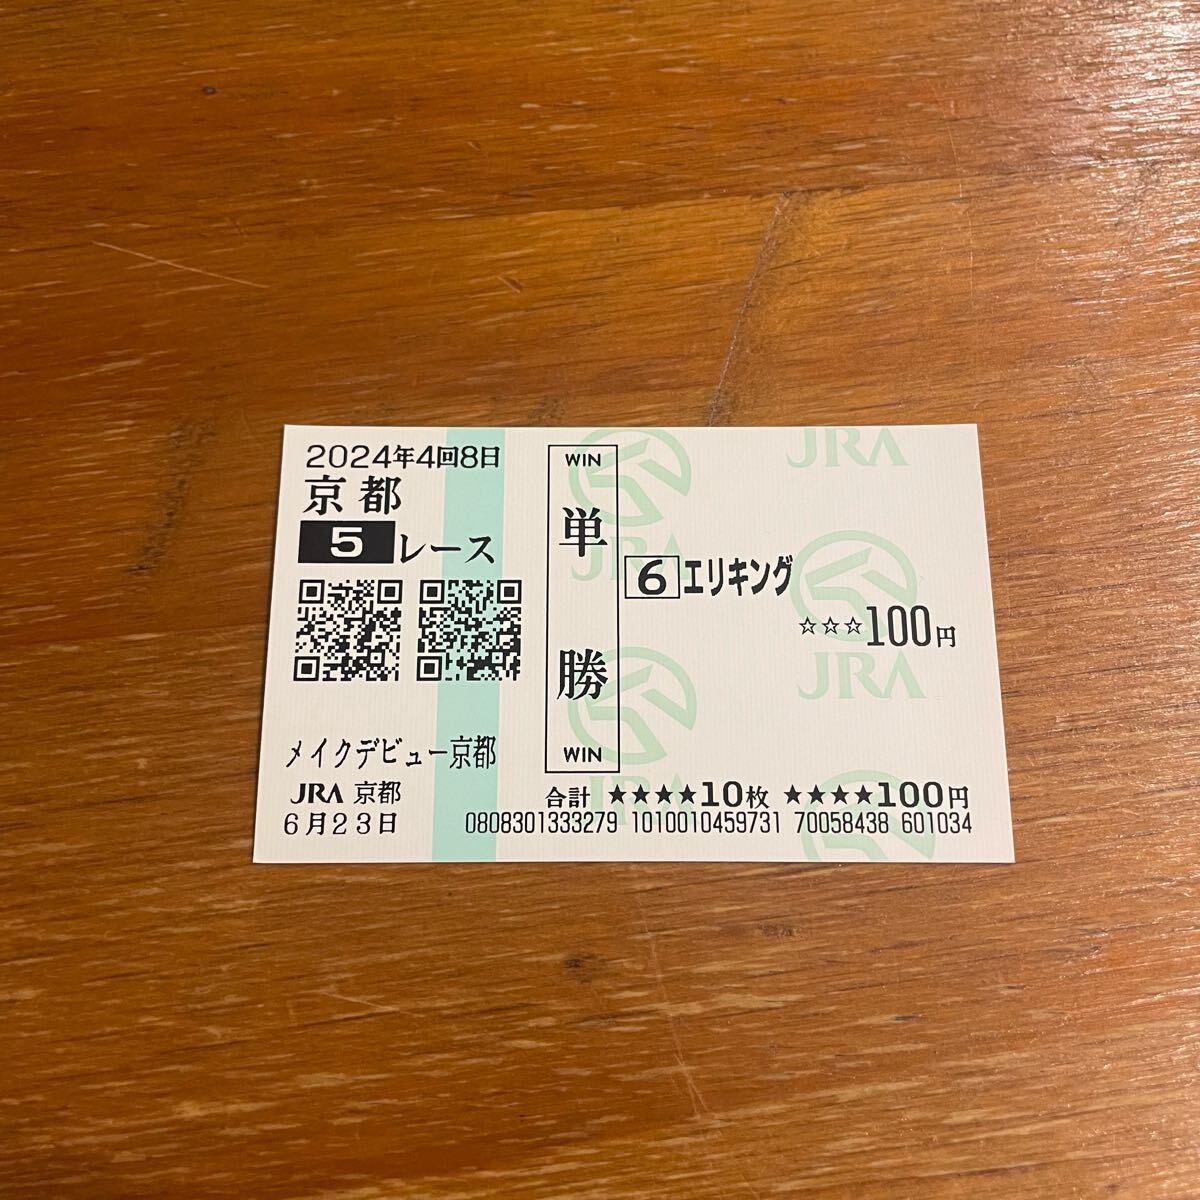 2024年4回8日
京都
5レース
メイクデビュー京都
JRA 京都
6月23日
WIN
単勝
WIN
6エリキング
☆☆☆100円
合計 ★★★★10枚 ★★★★100円
0808301333279 1010010459731 70058438 601034
JRA
JRA
JRA
JRA